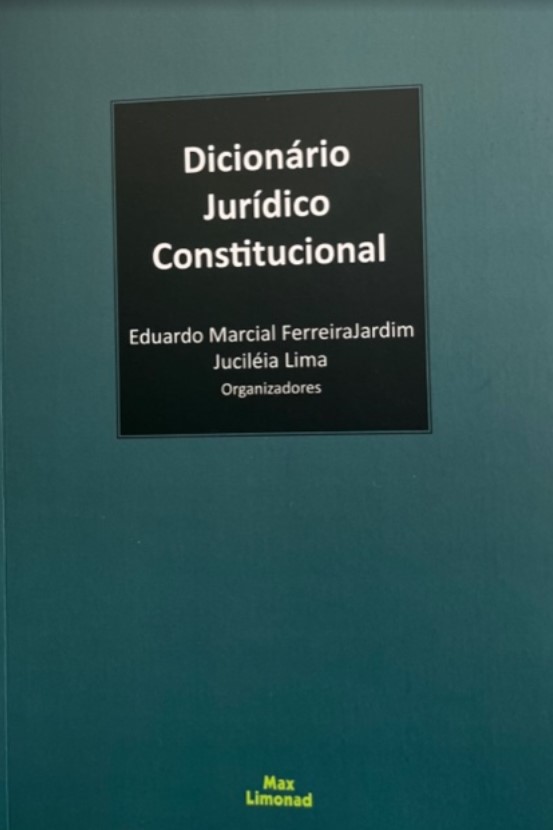 Dicionário
Jurídico
Constitucional
Eduardo Marcial FerreiraJardim
Juciléia Lima
Organizadores
Max
Limonad